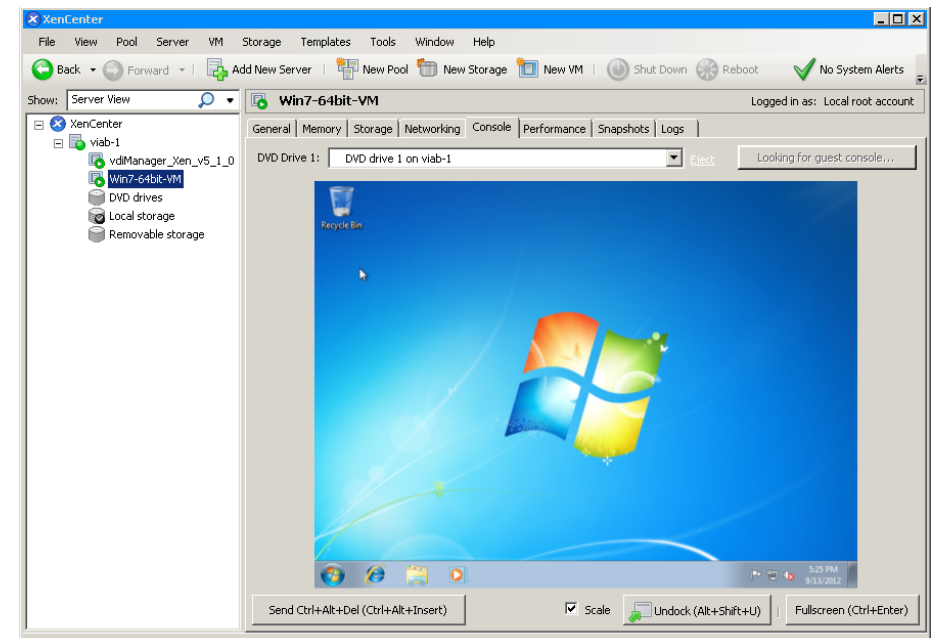 XenCenter
File View Pool Server VM Storage Templates Tools Window Help
Back Forward Add New Server New Pool New Storage New VM Shut Down Reboot No System Alerts
Show: Server View
Win7-64bit-VM Logged in as: Local root account
XenCenter
viab-1
vdiManager_Xen_v5_1_0
Win7-64bit-VM
DVD drives
Local storage
Removable storage
General Memory Storage Networking Console Performance Snapshots Logs
DVD Drive 1: DVD drive 1 on viab-1 Eject Looking for guest console...
Recycle Bin
5:25 PM
9/13/2012
Send Ctrl+Alt+Del (Ctrl+Alt+Insert) Scale Undock (Alt+Shift+U) Fullscreen (Ctrl+Enter)